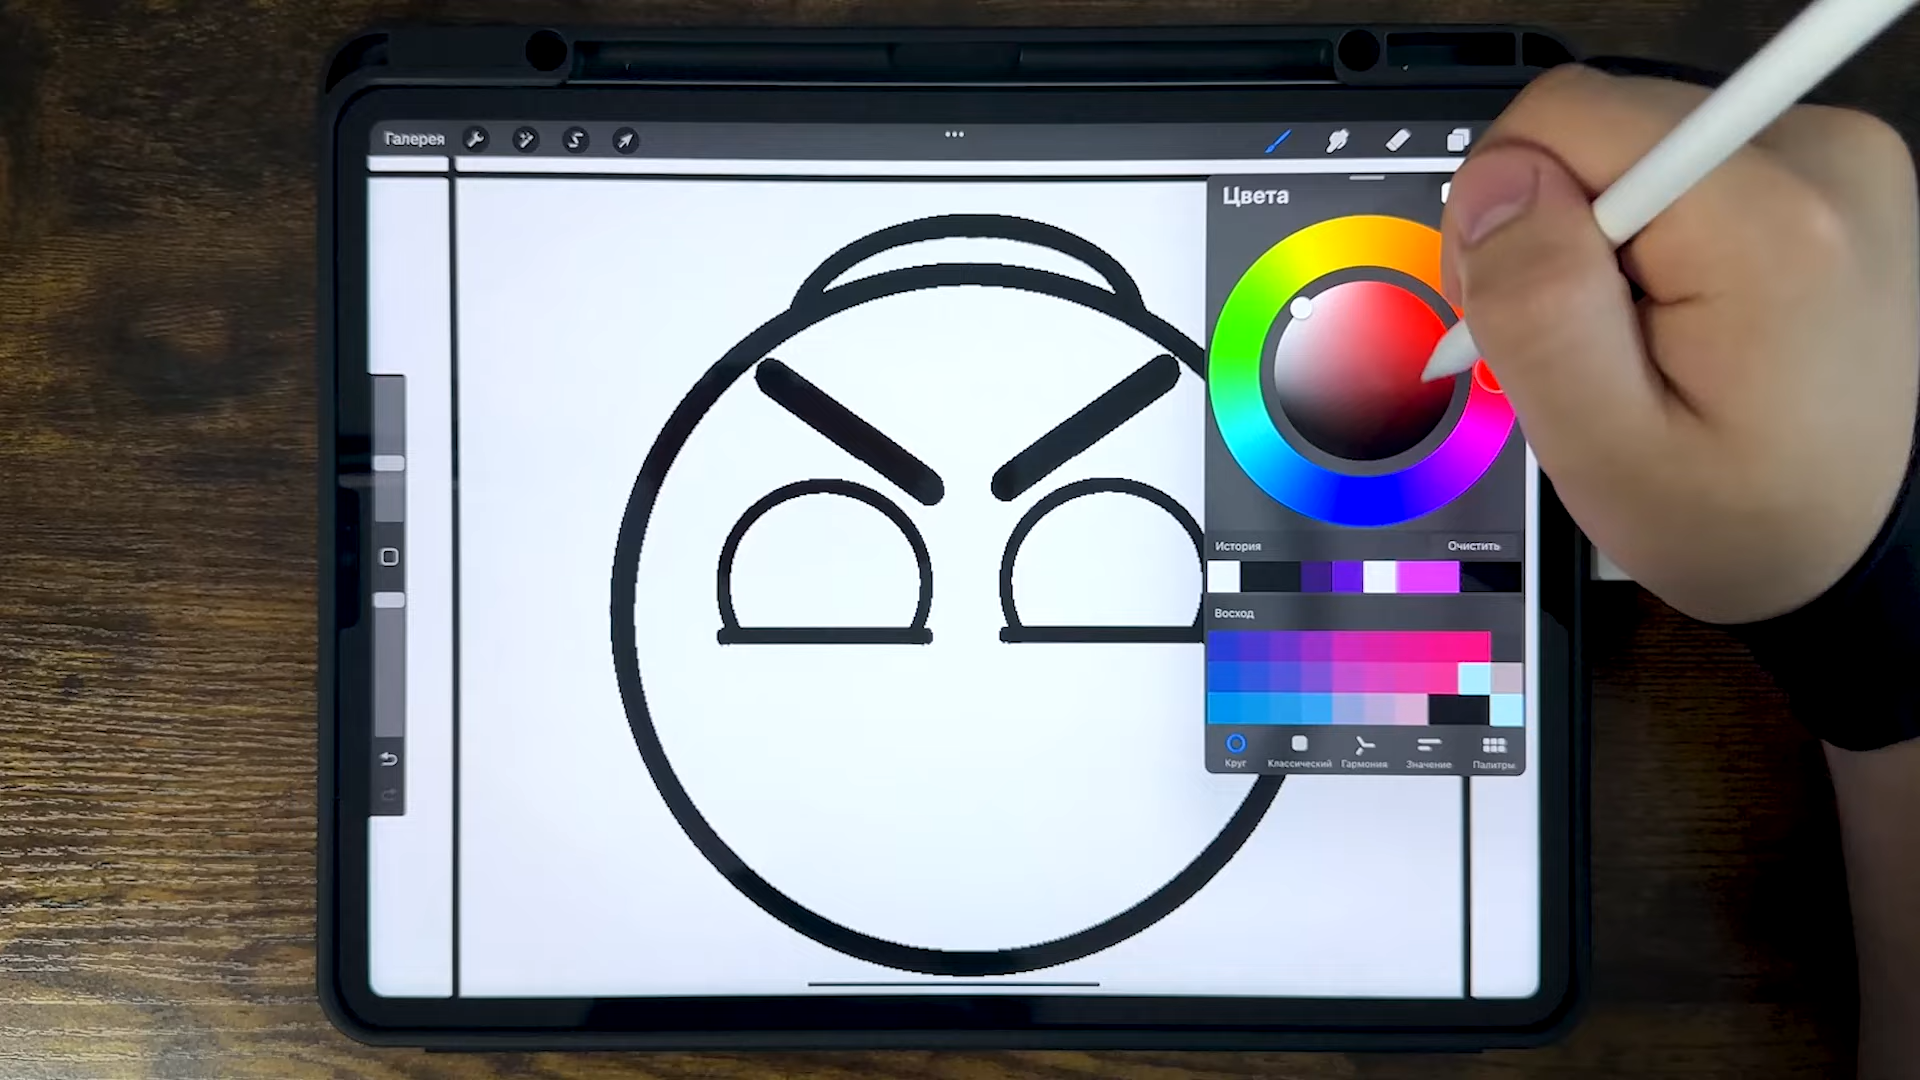 Галерея
Цвета
История Очистить
Восход
Круг Классический Гармония Значение Палитры